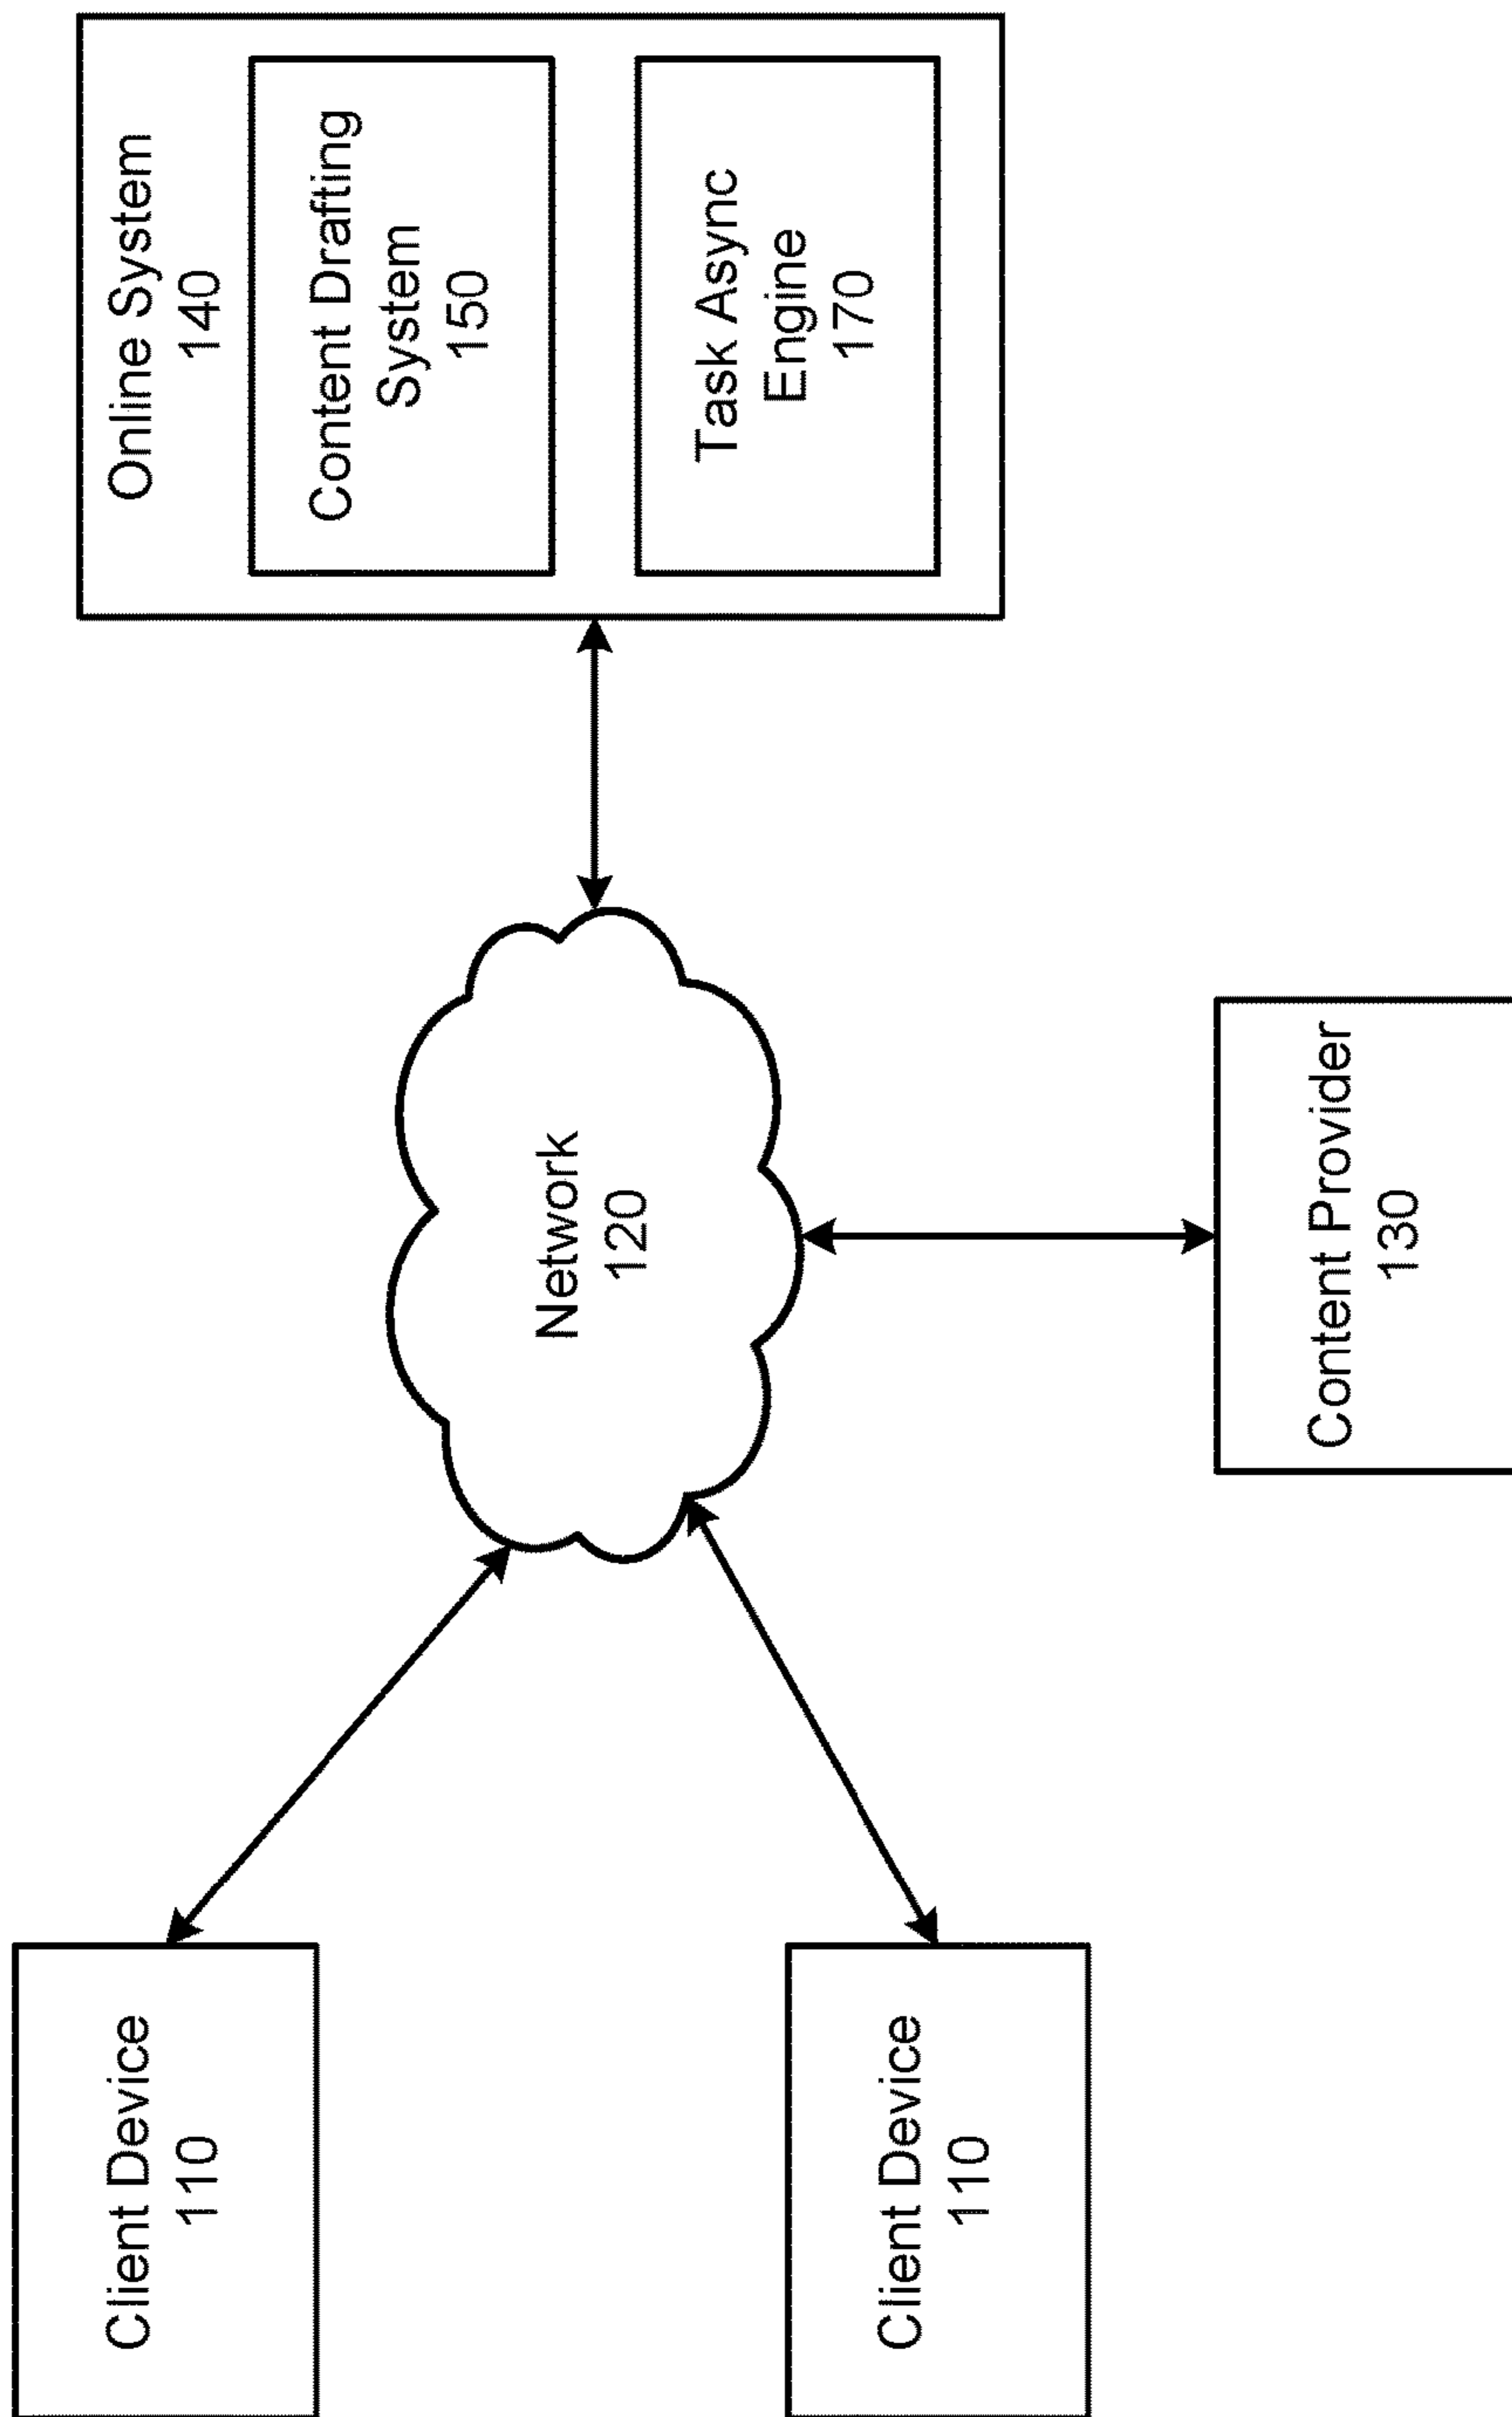 Client Device
110
Client Device
110
Network
120
Content Provider
130
Online System
140
Content Drafting
System
150
Task Async
Engine
170